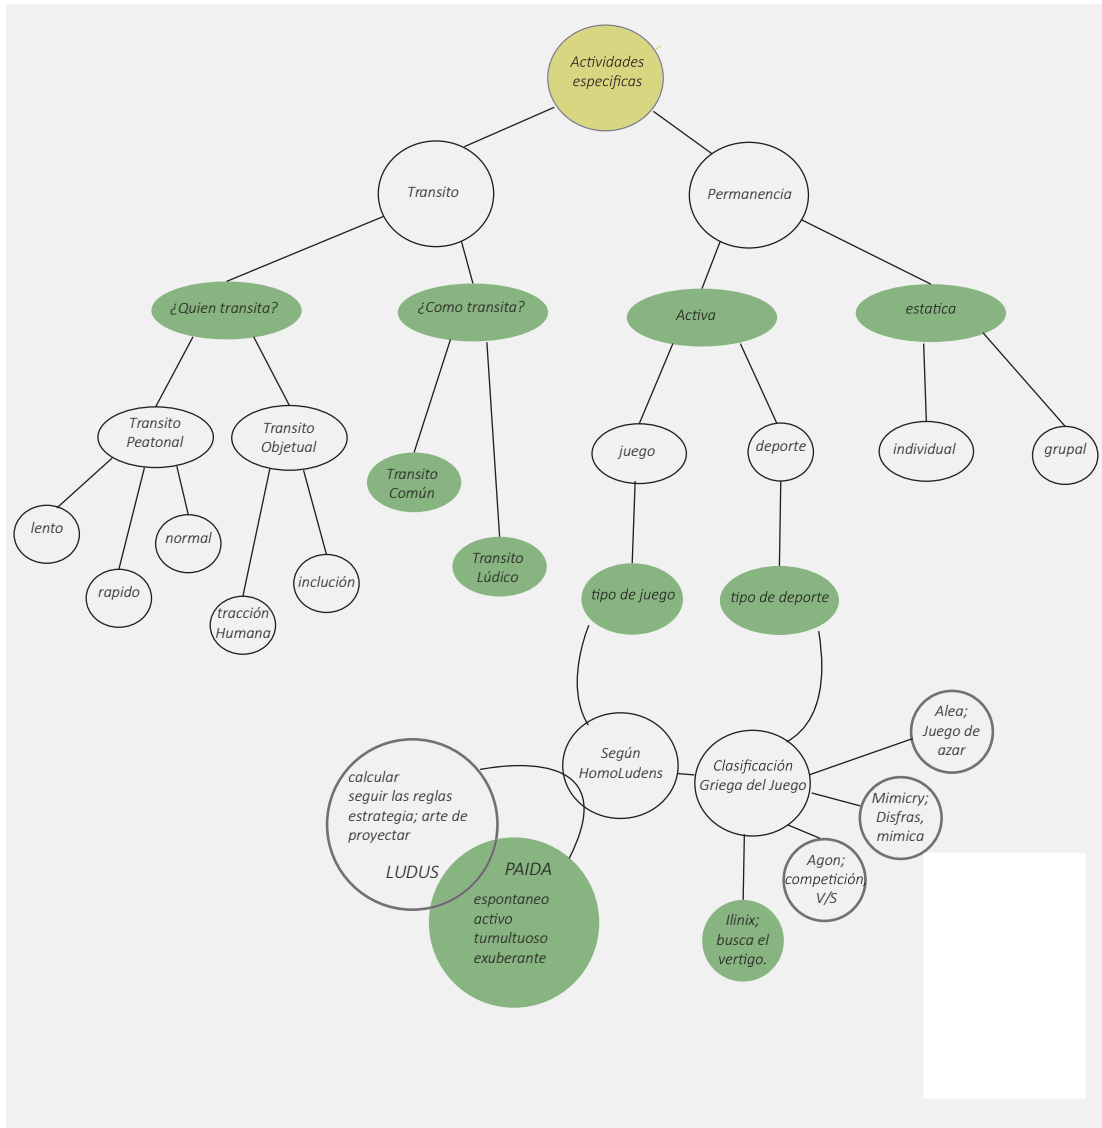 Actividades
especificas
Transito
Permanencia
¿Quien transita?
¿Como transita?
Activa
estatica
Transito
Peatonal
Transito
Objetual
juego
deporte
individual
grupal
Transito
Común
lento
normal
rapido
Transito
Lúdico
inclución
tracción
Humana
tipo de juego
tipo de deporte
Según
HomoLudens
Clasificación
Griega del Juego
Alea;
Juego de
azar
Mimicry;
Disfras,
mimica
Agon;
competición,
V/S
Ilinix;
busca el
vertigo.
calcular
seguir las reglas
estrategia; arte de
proyectar
LUDUS
PAIDA
espontaneo
activo
tumultuoso
exuberante